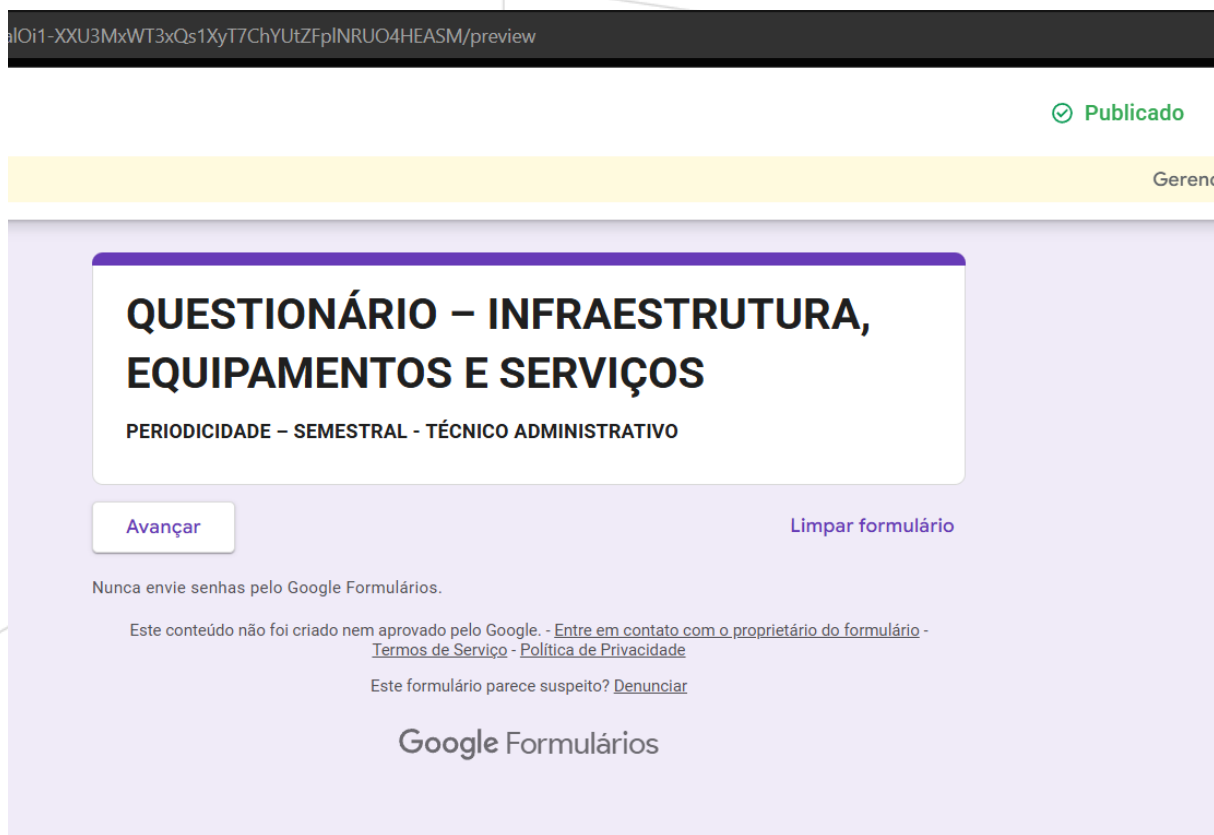 alOi1-XXU3MxWT3xQs1XyT7ChYUtZFplNRUO4HEASM/preview
Publicado
Gerenc
QUESTIONÁRIO – INFRAESTRUTURA,
EQUIPAMENTOS E SERVIÇOS
PERIODICIDADE – SEMESTRAL - TÉCNICO ADMINISTRATIVO
Avançar
Limpar formulário
Nunca envie senhas pelo Google Formulários.
Este conteúdo não foi criado nem aprovado pelo Google. - Entre em contato com o proprietário do formulário -
Termos de Serviço - Política de Privacidade
Este formulário parece suspeito? Denunciar
Google Formulários